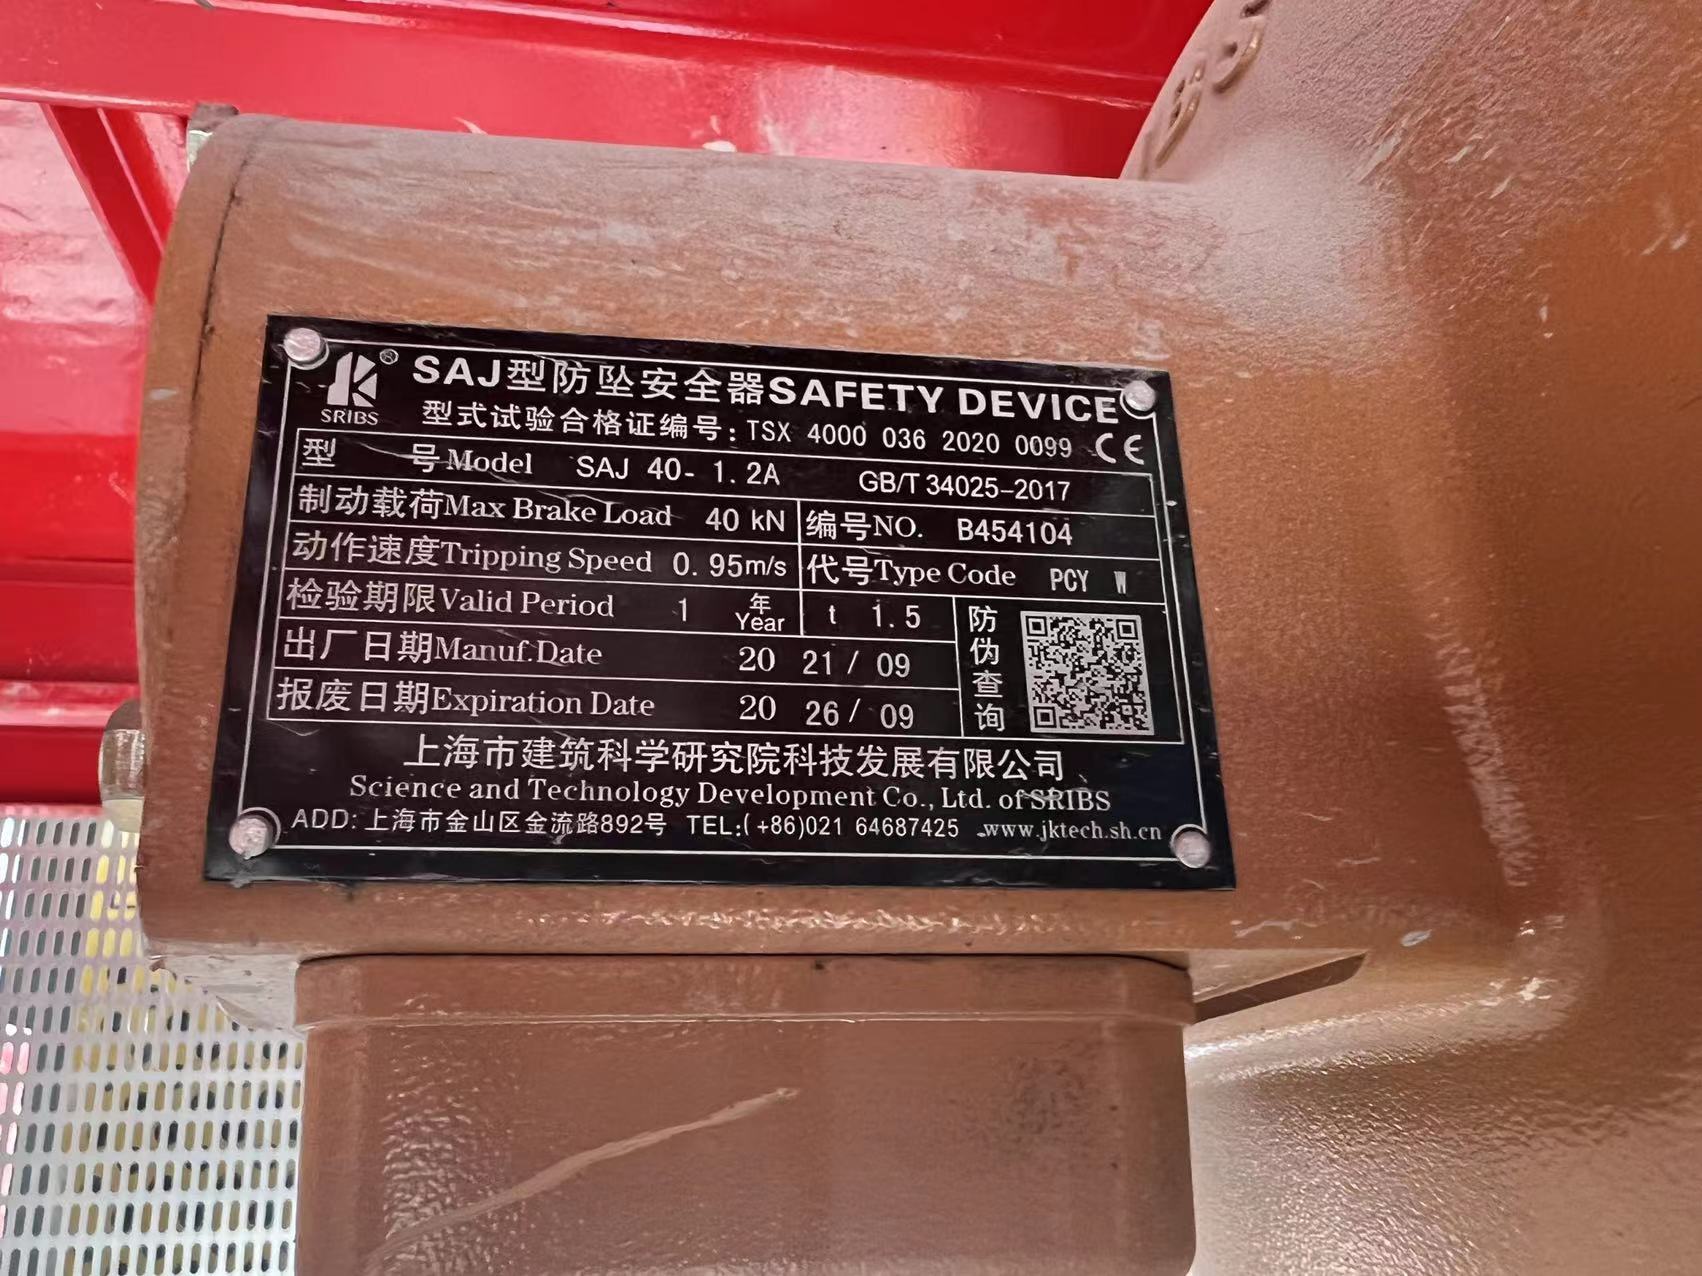 SRIBS ®
SAJ型防坠安全器SAFETY DEVICE
型式试验合格证编号:TSX 4000 036 2020 0099 CE
型 号Model SAJ 40- 1.2A GB/T 34025-2017
制动载荷Max Brake Load 40 kN 编号NO. B454104
动作速度Tripping Speed 0.95m/s 代号Type Code PCY W
检验期限Valid Period 1 年Year t 1.5
出厂日期Manuf.Date 20 21 / 09
报废日期Expiration Date 20 26 / 09
防伪查询
上海市建筑科学研究院科技发展有限公司
Science and Technology Development Co., Ltd. of SRIBS
ADD: 上海市金山区金流路892号 TEL:(+86)021 64687425 www.jktech.sh.cn